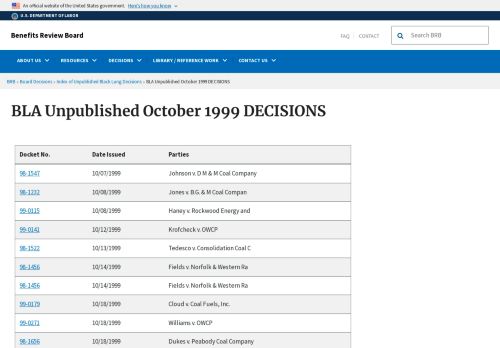 An official website of the United States government. Here's how you know
U.S. DEPARTMENT OF LABOR
Benefits Review Board
FAQ CONTACT
Search BRB
ABOUT US RESOURCES DECISIONS LIBRARY / REFERENCE WORK CONTACT US
BRB › Board Decisions › Index of Unpublished Black Lung Decisions › BLA Unpublished October 1999 DECISIONS
BLA Unpublished October 1999 DECISIONS
Docket No. Date Issued Parties
98-1547 10/07/1999 Johnson v. D M & M Coal Company
98-1232 10/08/1999 Jones v. B.G. & M Coal Compan
99-0115 10/08/1999 Haney v. Rockwood Energy and
99-0141 10/12/1999 Krofcheck v. OWCP
98-1522 10/13/1999 Tedesco v. Consolidation Coal C
98-1456 10/14/1999 Fields v. Norfolk & Western Ra
98-1456 10/14/1999 Fields v. Norfolk & Western Ra
99-0179 10/18/1999 Cloud v. Coal Fuels, Inc.
99-0271 10/18/1999 Williams v. OWCP
98-1656 10/18/1999 Dukes v. Peabody Coal Company